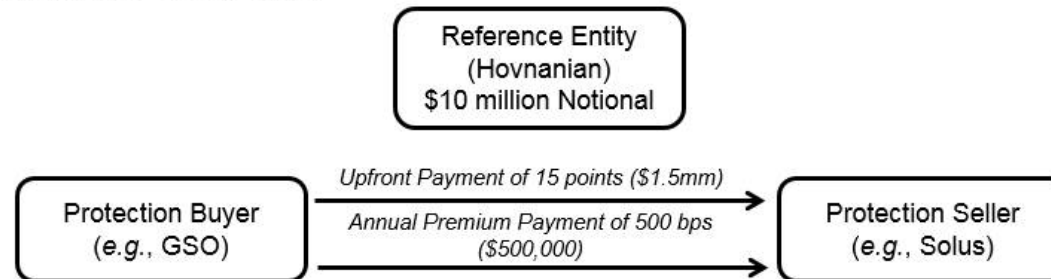 Reference Entity
(Hovnanian)
$10 million Notional
Upfront Payment of 15 points ($1.5mm)
Protection Buyer
(e.g., GSO)
Annual Premium Payment of 500 bps
($500,000)
Protection Seller
(e.g., Solus)